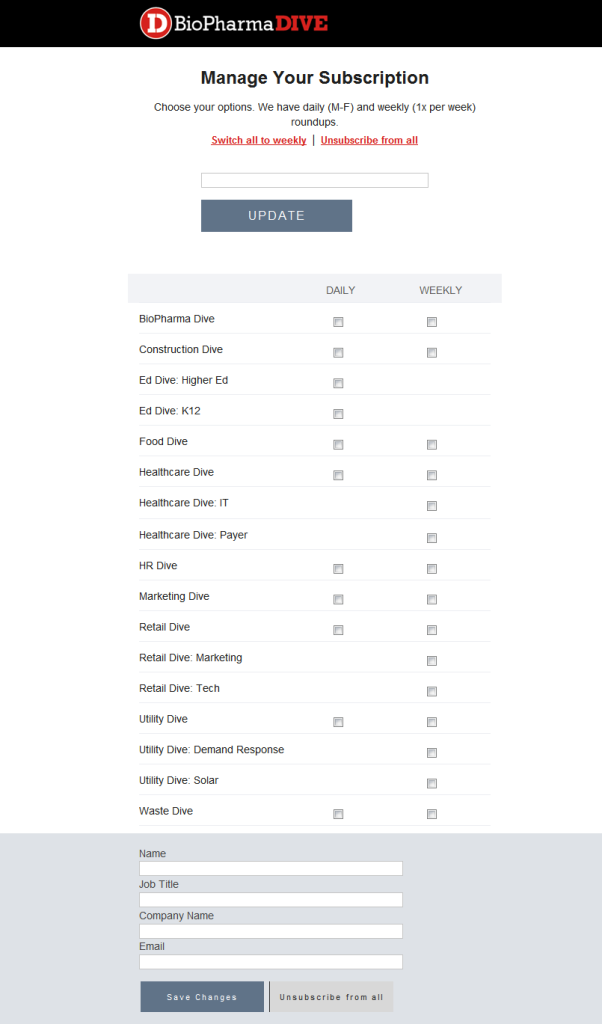 BioPharma DIVE
Manage Your Subscription
Choose your options. We have daily (M-F) and weekly (1x per week)
roundups.
Switch all to weekly | Unsubscribe from all
UPDATE
DAILY WEEKLY
BioPharma Dive
Construction Dive
Ed Dive: Higher Ed
Ed Dive: K12
Food Dive
Healthcare Dive
Healthcare Dive: IT
Healthcare Dive: Payer
HR Dive
Marketing Dive
Retail Dive
Retail Dive: Marketing
Retail Dive: Tech
Utility Dive
Utility Dive: Demand Response
Utility Dive: Solar
Waste Dive
Name
Job Title
Company Name
Email
Save Changes Unsubscribe from all